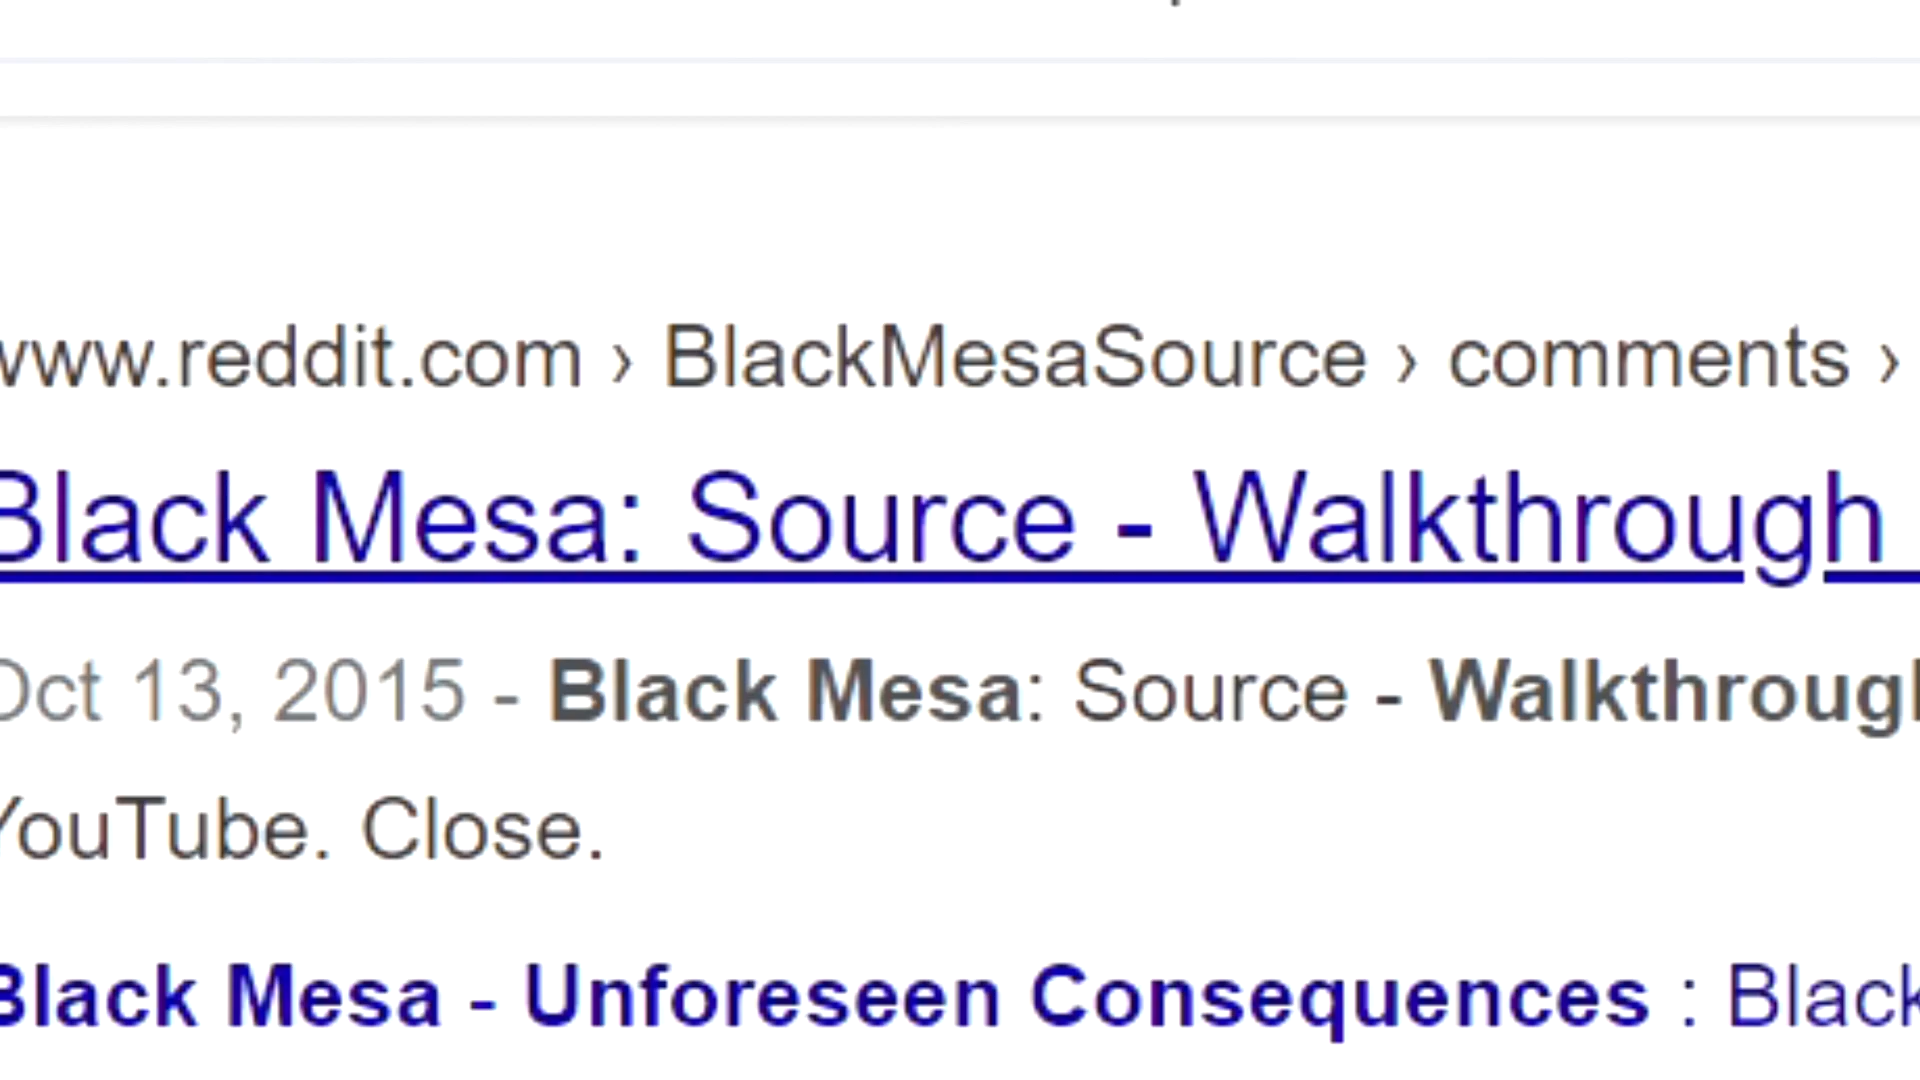 www.reddit.com › BlackMesaSource › comments ›
Black Mesa: Source - Walkthrough
Oct 13, 2015 - Black Mesa: Source - Walkthrough
YouTube. Close.
Black Mesa - Unforeseen Consequences : Black